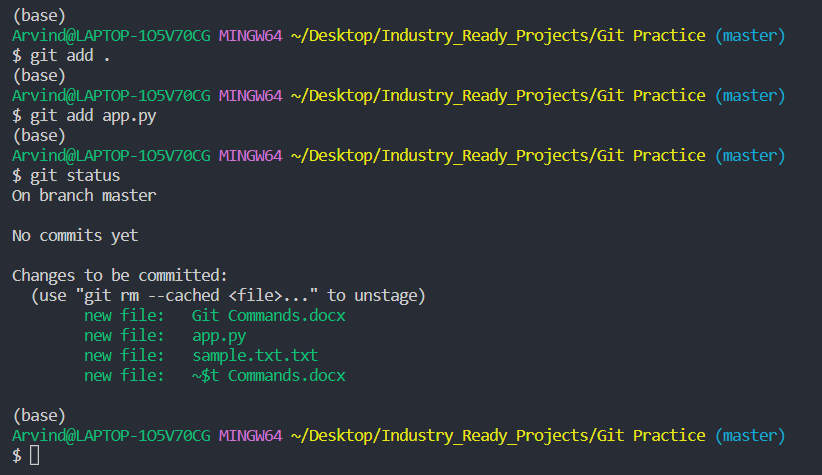 (base)
Arvind@LAPTOP-1O5V70CG MINGW64 ~/Desktop/Industry_Ready_Projects/Git Practice (master)
$ git add .
(base)
Arvind@LAPTOP-1O5V70CG MINGW64 ~/Desktop/Industry_Ready_Projects/Git Practice (master)
$ git add app.py
(base)
Arvind@LAPTOP-1O5V70CG MINGW64 ~/Desktop/Industry_Ready_Projects/Git Practice (master)
$ git status
On branch master

No commits yet

Changes to be committed:
  (use "git rm --cached <file>..." to unstage)
        new file:   Git Commands.docx
        new file:   app.py
        new file:   sample.txt.txt
        new file:   ~$t Commands.docx

(base)
Arvind@LAPTOP-1O5V70CG MINGW64 ~/Desktop/Industry_Ready_Projects/Git Practice (master)
$